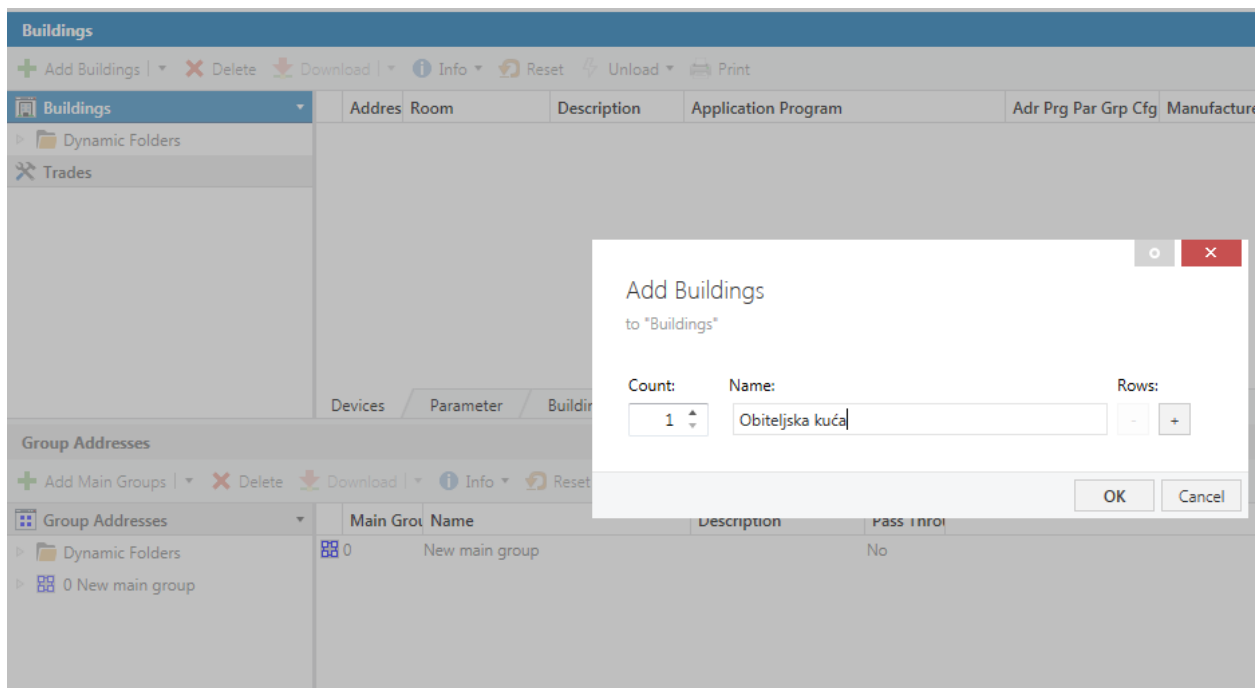 Buildings
Add Buildings Delete Download Info Reset Unload Print
Buildings Addres Room Description Application Program Adr Prg Par Grp Cfg Manufacture
Dynamic Folders
Trades
Add Buildings
to "Buildings"
Count: Name: Rows:
1 Obiteljska kuća - +
OK Cancel
Devices Parameter Buildin
Group Addresses
Add Main Groups Delete Download Info Reset
Group Addresses Main Grou Name Description Pass Throu
Dynamic Folders 0 New main group No
0 New main group